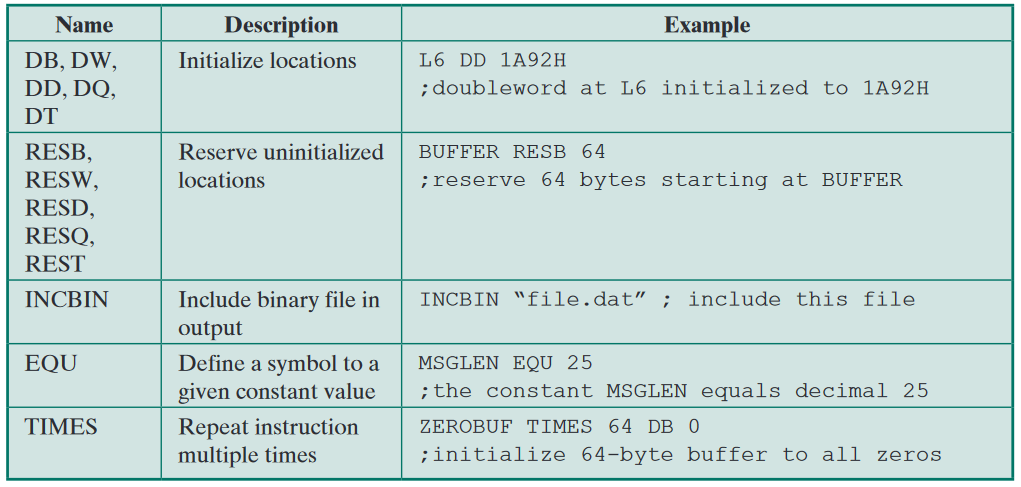 Name Description Example
DB, DW, Initialize locations L6 DD 1A92H
DD, DQ, ;doubleword at L6 initialized to 1A92H
DT
RESB, Reserve uninitialized BUFFER RESB 64
RESW, locations ;reserve 64 bytes starting at BUFFER
RESD,
RESQ,
REST
INCBIN Include binary file in INCBIN “file.dat” ; include this file
output
EQU Define a symbol to a MSGLEN EQU 25
given constant value ;the constant MSGLEN equals decimal 25
TIMES Repeat instruction ZEROBUF TIMES 64 DB 0
multiple times ;initialize 64-byte buffer to all zeros